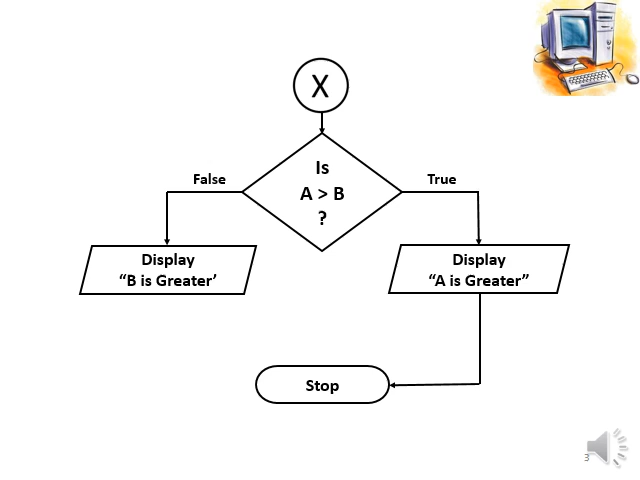 X
Is
A > B
?
False
True
Display
“B is Greater’
Display
“A is Greater”
Stop
3